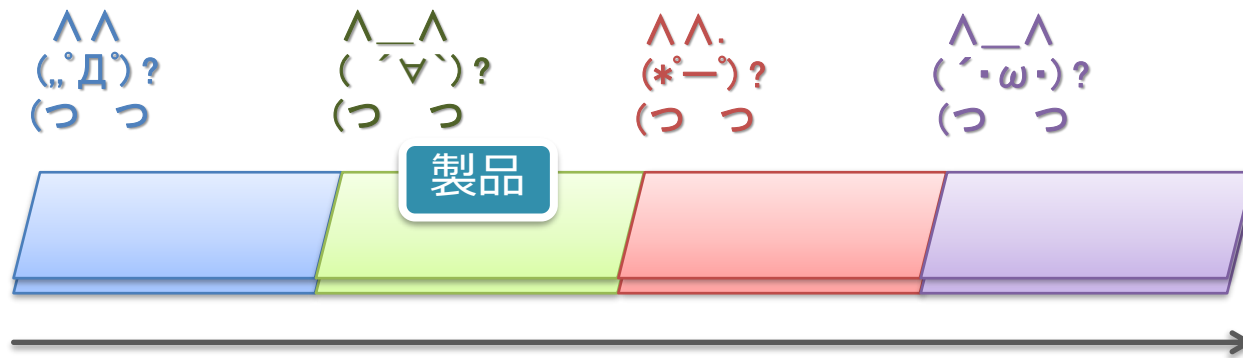 ∧∧
(,,ﾟДﾟ)?
(つ つ
∧＿∧
( ´∀`)?
(つ つ
∧∧.
(*ﾟーﾟ)?
(つ つ
∧＿∧
(´・ω・)?
(つ つ
製品